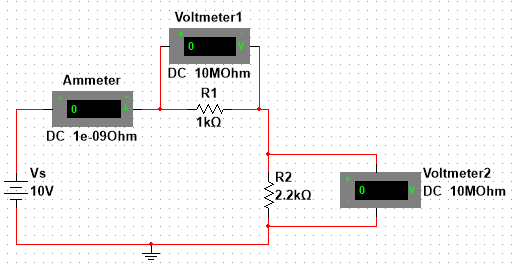 Voltmeter1
0 V
DC 10MOhm
Ammeter
0
DC 1e-09Ohm
R1
1kΩ
Vs
10V
R2
2.2kΩ
Voltmeter2
0 V
DC 10MOhm